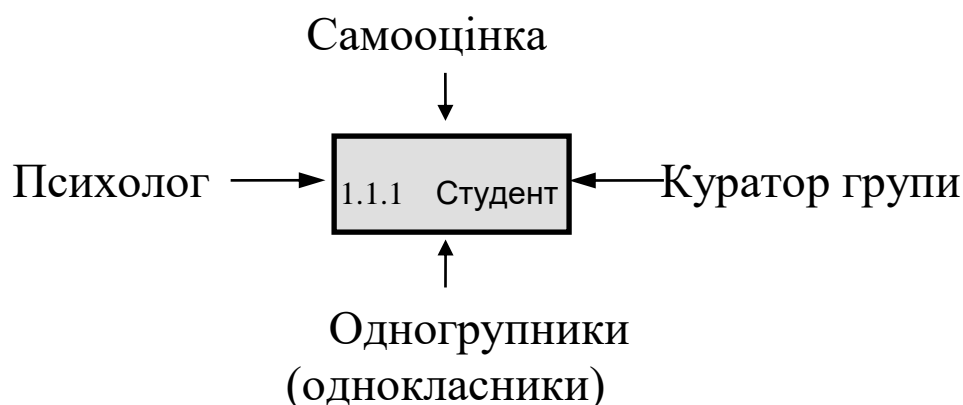 Самооцінка
Психолог
1.1.1 Студент
Куратор групи
Одногрупники
(однокласники)